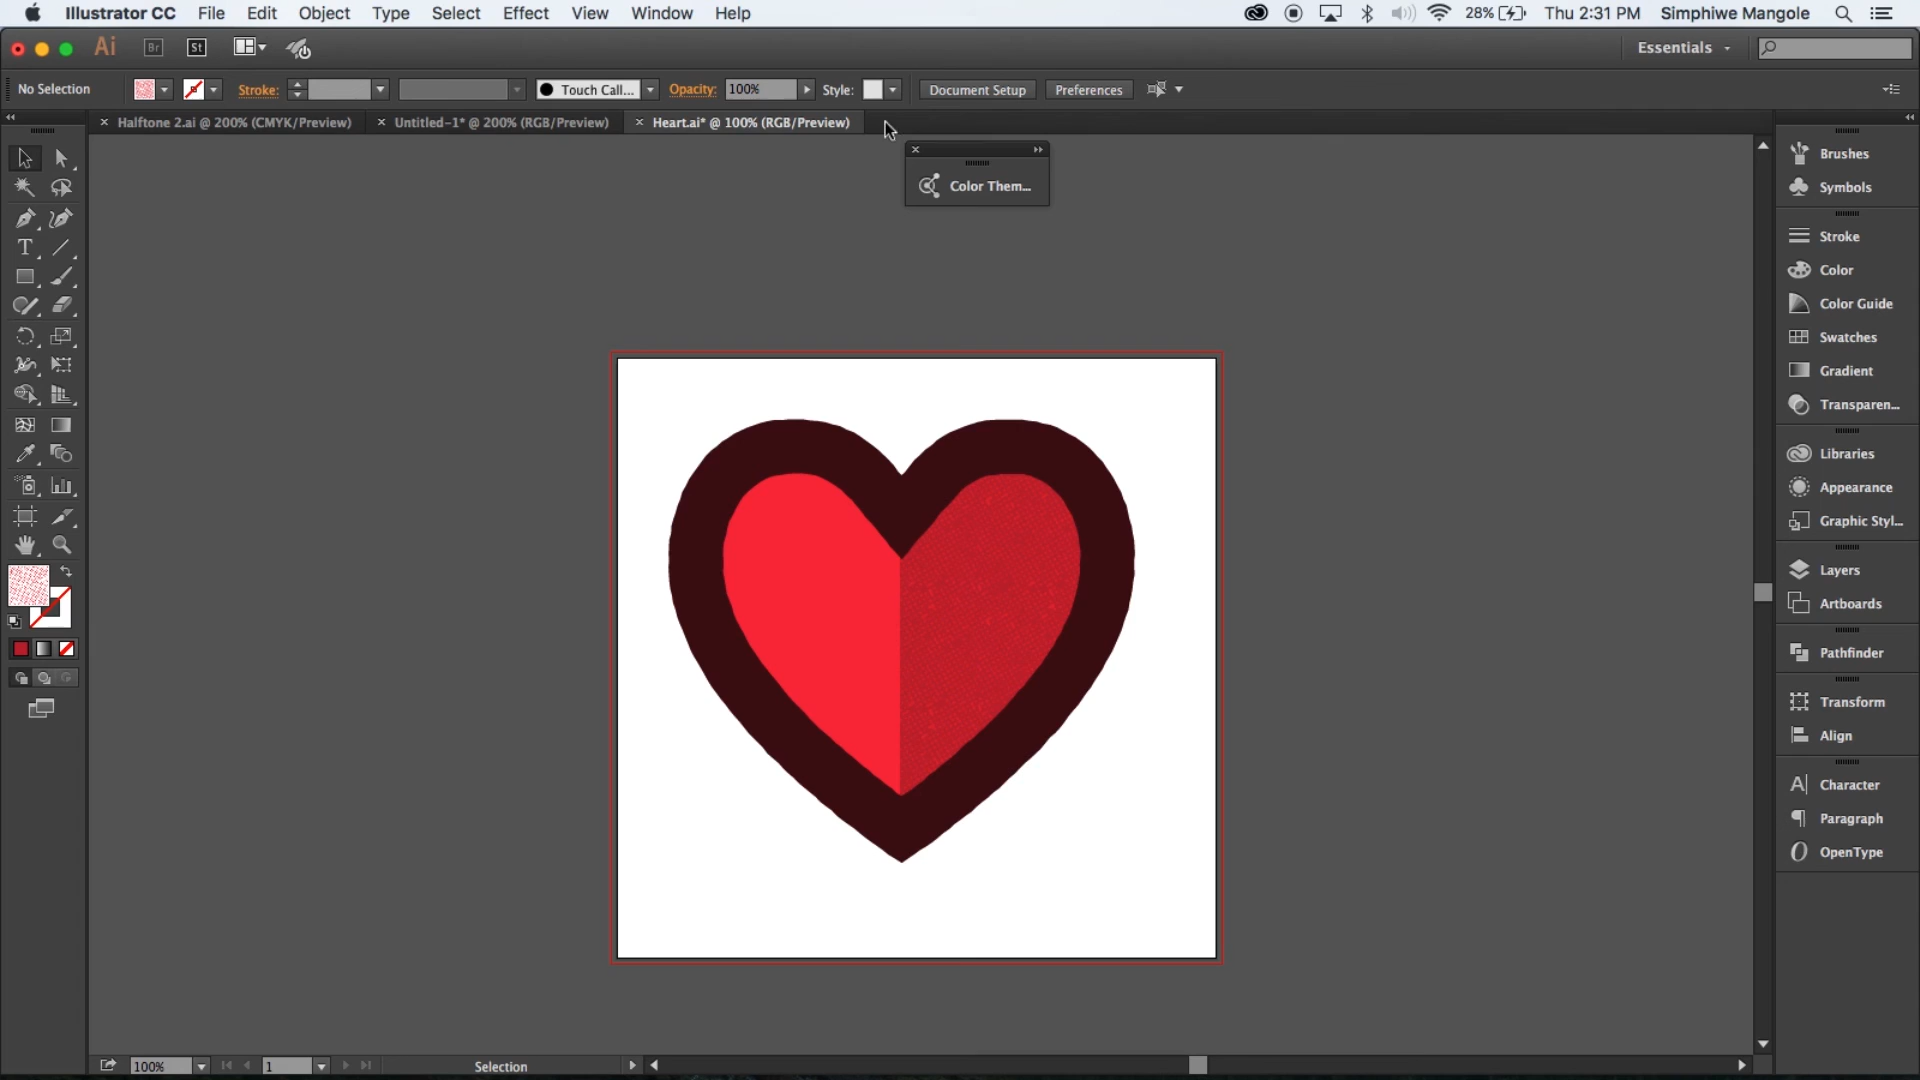 Illustrator CC File Edit Object Type Select Effect View Window Help 28% Thu 2:31 PM Simphiwe Mangole
Ai Br St Essentials
No Selection Stroke: Touch Call... Opacity: 100% Style: Document Setup Preferences
Halftone 2.ai @ 200% (CMYK/Preview) Untitled-1* @ 200% (RGB/Preview) Heart.ai* @ 100% (RGB/Preview)
Color Them...
Brushes
Symbols
Stroke
Color
Color Guide
Swatches
Gradient
Transparen...
Libraries
Appearance
Graphic Styl...
Layers
Artboards
Pathfinder
Transform
Align
Character
Paragraph
OpenType
100% 1 Selection